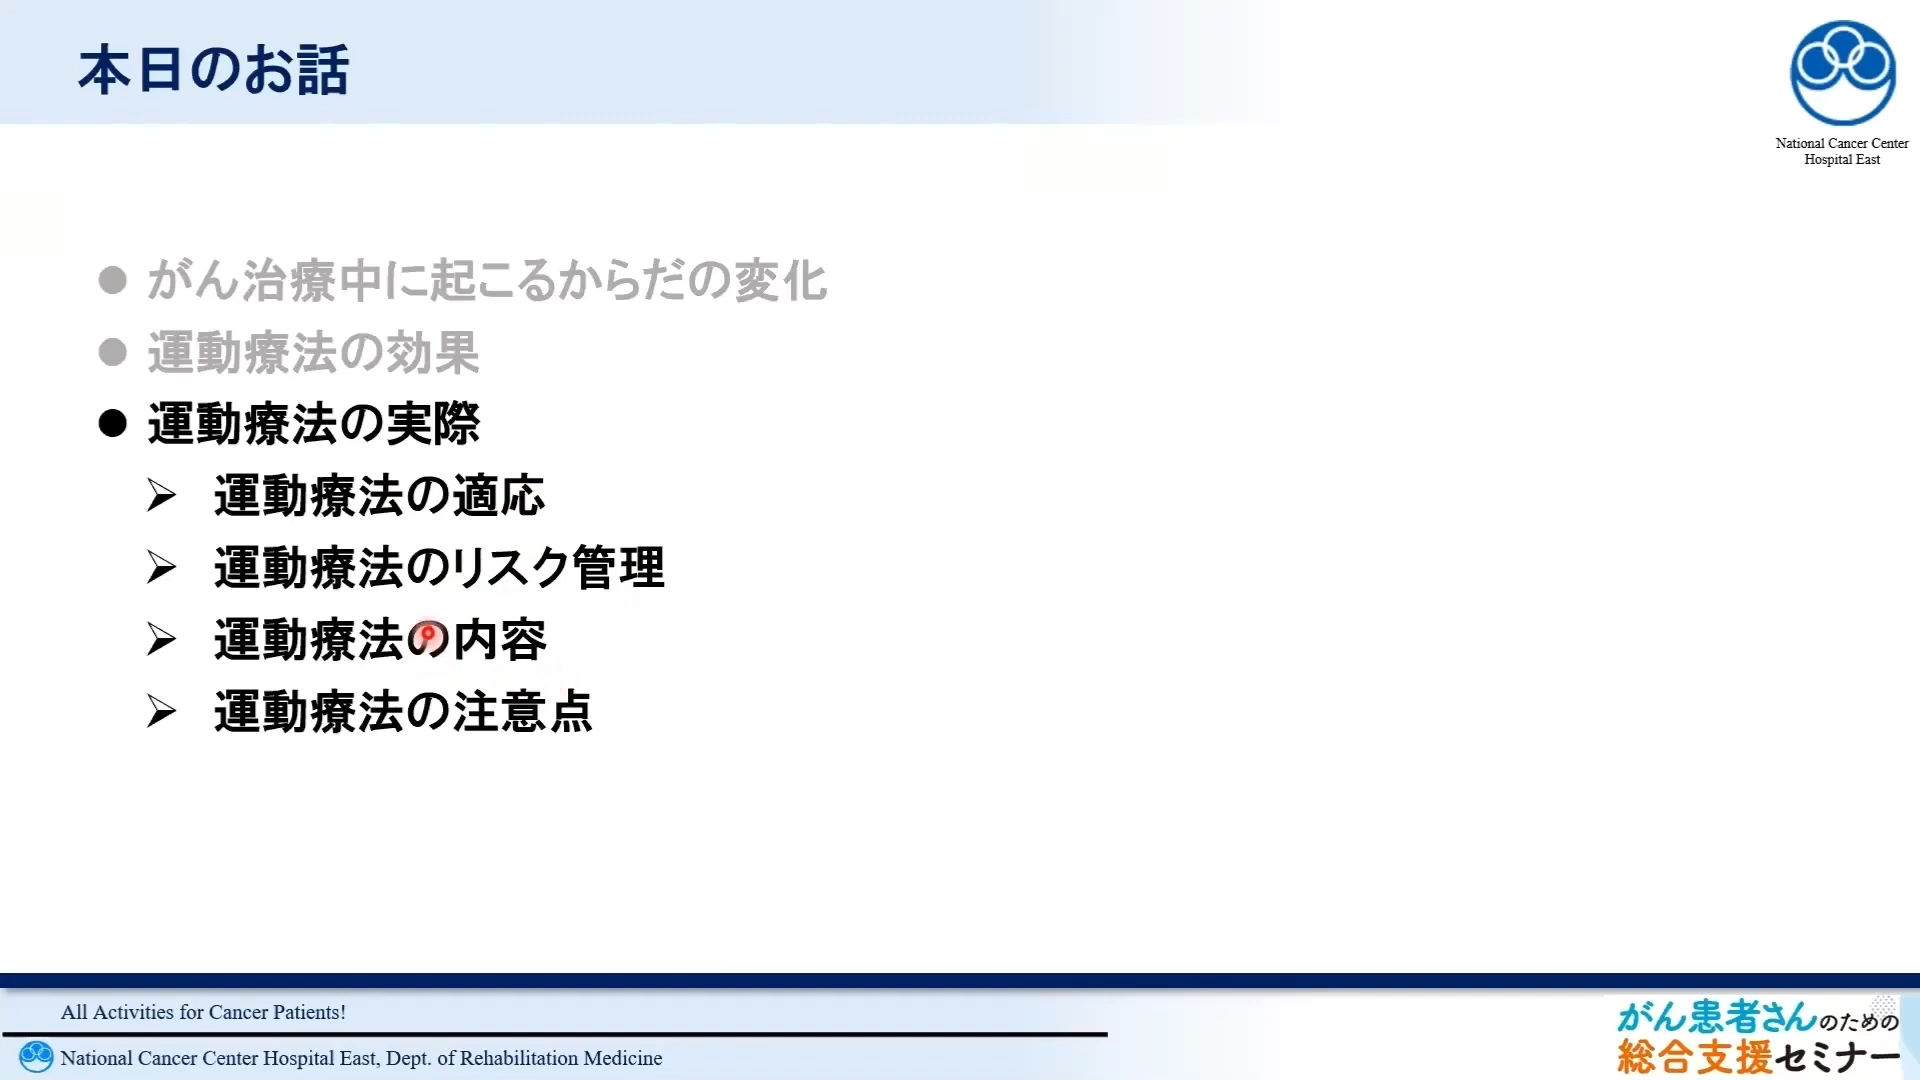 本日のお話
National Cancer Center
Hospital East
● がん治療中に起こるからだの変化
● 運動療法の効果
● 運動療法の実際
➢ 運動療法の適応
➢ 運動療法のリスク管理
➢ 運動療法の内容
➢ 運動療法の注意点
All Activities for Cancer Patients!
National Cancer Center Hospital East, Dept. of Rehabilitation Medicine
がん患者さんのための
総合支援セミナー